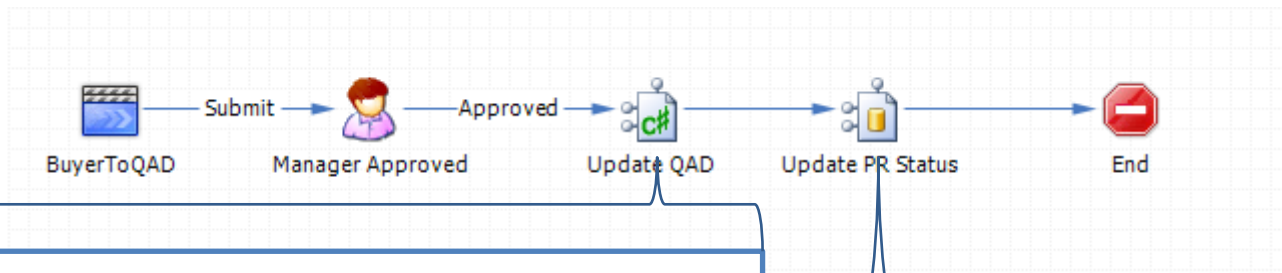 Submit
Approved
C#
BuyerToQAD
Manager Approved
Update QAD
Update PR Status
End